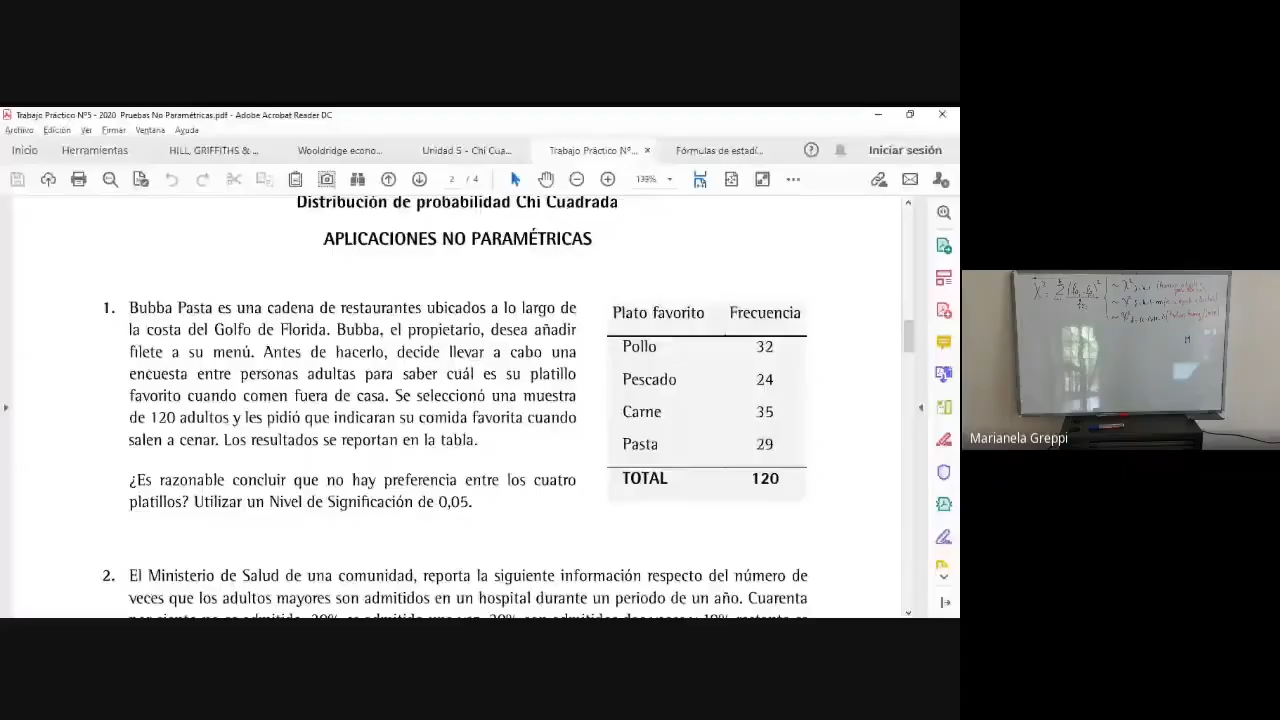 Trabajo Práctico Nº5 - 2020 Pruebas No Paramétricas.pdf - Adobe Acrobat Reader DC
Archivo Edición Ver Firmar Ventana Ayuda
Inicio Herramientas HILL, GRIFFITHS & ... Wooldridge econo... Unidad 5 - Chi Cua... Trabajo Práctico Nº... × Fórmulas de estadí... Iniciar sesión
2 / 4 139%
Distribución de probabilidad Chi Cuadrada
APLICACIONES NO PARAMÉTRICAS
1. Bubba Pasta es una cadena de restaurantes ubicados a lo largo de
la costa del Golfo de Florida. Bubba, el propietario, desea añadir
filete a su menú. Antes de hacerlo, decide llevar a cabo una
encuesta entre personas adultas para saber cuál es su platillo
favorito cuando comen fuera de casa. Se seleccionó una muestra
de 120 adultos y les pidió que indicaran su comida favorita cuando
salen a cenar. Los resultados se reportan en la tabla.
¿Es razonable concluir que no hay preferencia entre los cuatro
platillos? Utilizar un Nivel de Significación de 0,05.
Plato favorito Frecuencia
Pollo 32
Pescado 24
Carne 35
Pasta 29
TOTAL 120
2. El Ministerio de Salud de una comunidad, reporta la siguiente información respecto del número de
veces que los adultos mayores son admitidos en un hospital durante un periodo de un año. Cuarenta
Marianela Greppi